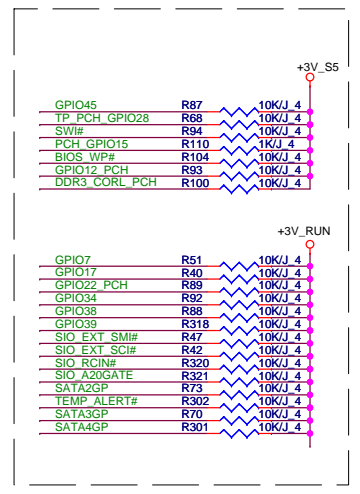 +3V_S5
GPIO45 R87 10K/J_4
TP_PCH_GPIO28 R68 10K/J_4
SWI# R94 10K/J_4
PCH_GPIO15 R110 1K/J_4
BIOS_WP# R104 10K/J_4
GPIO12_PCH R93 10K/J_4
DDR3_CORL_PCH R100 10K/J_4
+3V_RUN
GPIO7 R51 10K/J_4
GPIO17 R40 10K/J_4
GPIO22_PCH R89 10K/J_4
GPIO34 R92 10K/J_4
GPIO38 R88 10K/J_4
GPIO39 R318 10K/J_4
SIO_EXT_SMI# R47 10K/J_4
SIO_EXT_SCI# R42 10K/J_4
SIO_RCIN# R320 10K/J_4
SIO_A20GATE R321 10K/J_4
SATA2GP R73 10K/J_4
TEMP_ALERT# R302 10K/J_4
SATA3GP R70 10K/J_4
SATA4GP R301 10K/J_4